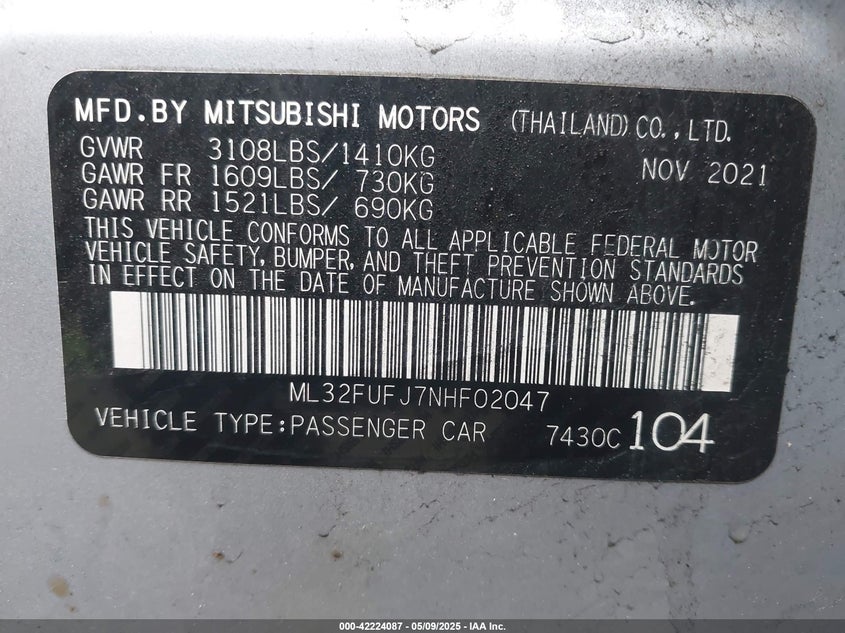 MFD.BY MITSUBISHI MOTORS (THAILAND) CO.,LTD.
GVWR 3108LBS/1410KG NOV 2021
GAWR FR 1609LBS/ 730KG
GAWR RR 1521LBS/ 690KG
THIS VEHICLE CONFORMS TO ALL APPLICABLE FEDERAL MOTOR
VEHICLE SAFETY, BUMPER, AND THEFT PREVENTION STANDARDS
IN EFFECT ON THE DATE OF MANUFACTURE SHOWN ABOVE.
ML32FUFJ7NHF02047
VEHICLE TYPE:PASSENGER CAR 7430C 104
000-42224087 - 05/09/2025 - IAA Inc.